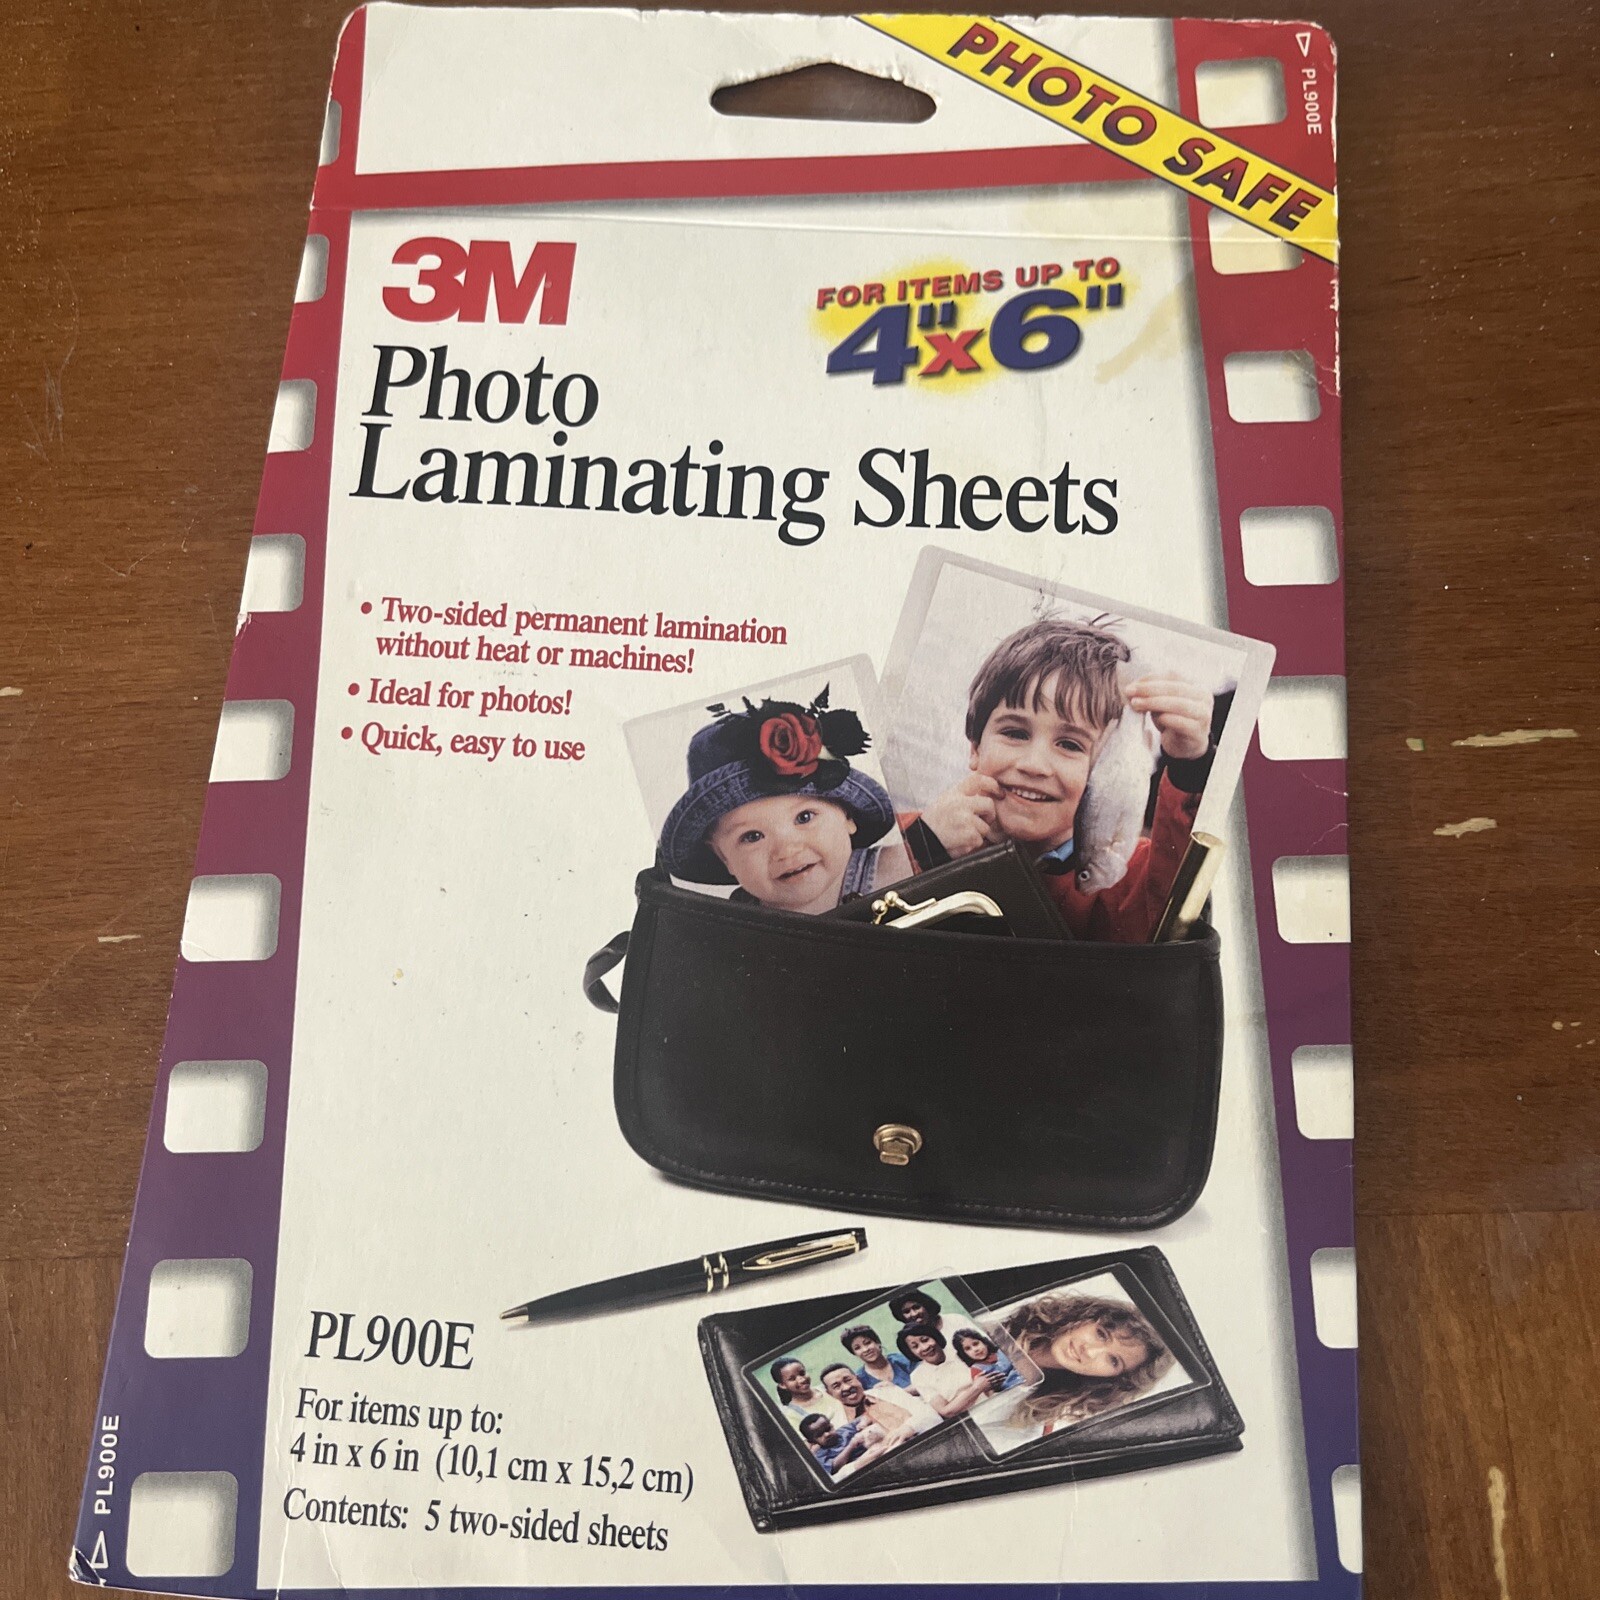 PHOTO SAFE
PL900E
3M
FOR ITEMS UP TO
4" x 6"
Photo
Laminating Sheets
• Two-sided permanent lamination
without heat or machines!
• Ideal for photos!
• Quick, easy to use
PL900E
For items up to:
4 in x 6 in (10,1 cm x 15,2 cm)
Contents: 5 two-sided sheets
PL900E